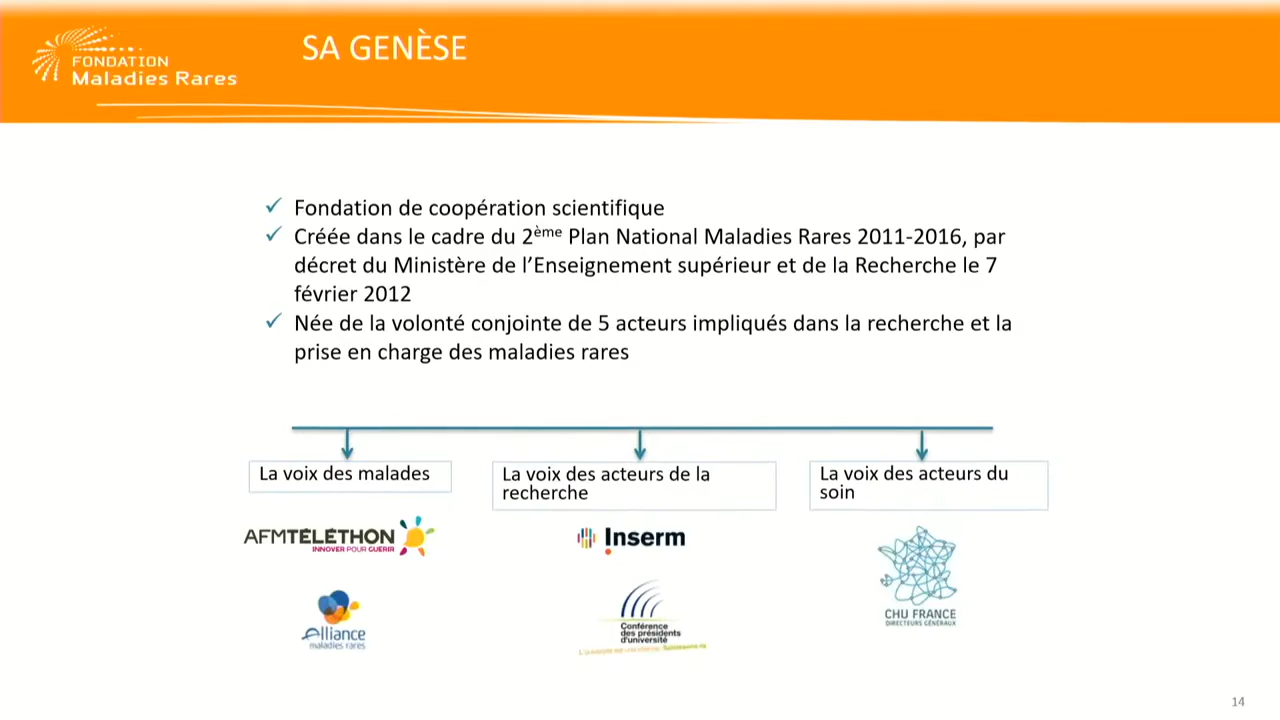 FONDATION
Maladies Rares
SA GENÈSE
✓ Fondation de coopération scientifique
✓ Créée dans le cadre du 2ème Plan National Maladies Rares 2011-2016, par
décret du Ministère de l’Enseignement supérieur et de la Recherche le 7
février 2012
✓ Née de la volonté conjointe de 5 acteurs impliqués dans la recherche et la
prise en charge des maladies rares
La voix des malades
AFMTÉLÉTHON
INNOVER POUR GUÉRIR
Alliance
maladies rares
La voix des acteurs de la
recherche
Inserm
Conférence
des présidents
d'université
La voix des acteurs du
soin
CHU FRANCE
DIRECTEURS GÉNÉRAUX
14